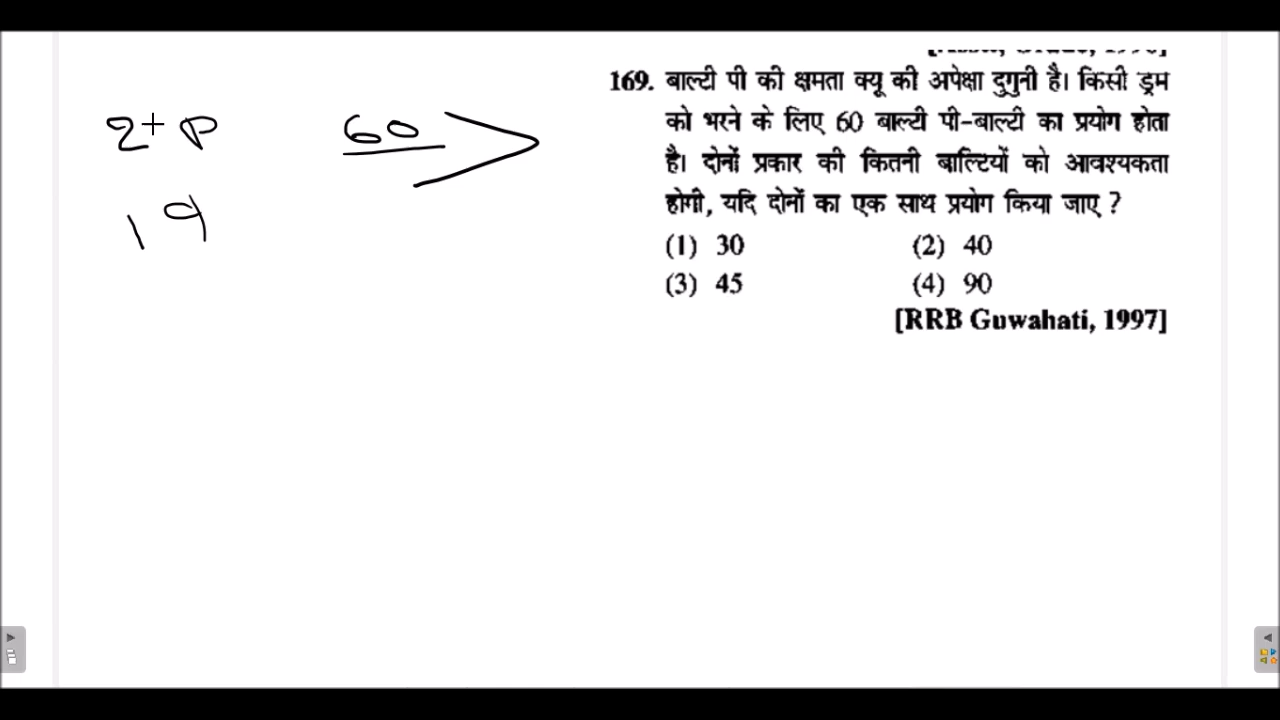 169. बाल्टी पी की क्षमता क्यू की अपेक्षा दुगुनी है। किसी ड्रम
को भरने के लिए 60 बाल्टी पी-बाल्टी का प्रयोग होता
है। दोनों प्रकार की कितनी बाल्टियों को आवश्यकता
होगी, यदि दोनों का एक साथ प्रयोग किया जाए ?
(1) 30 (2) 40
(3) 45 (4) 90
[RRB Guwahati, 1997]
2 P 60
1 q